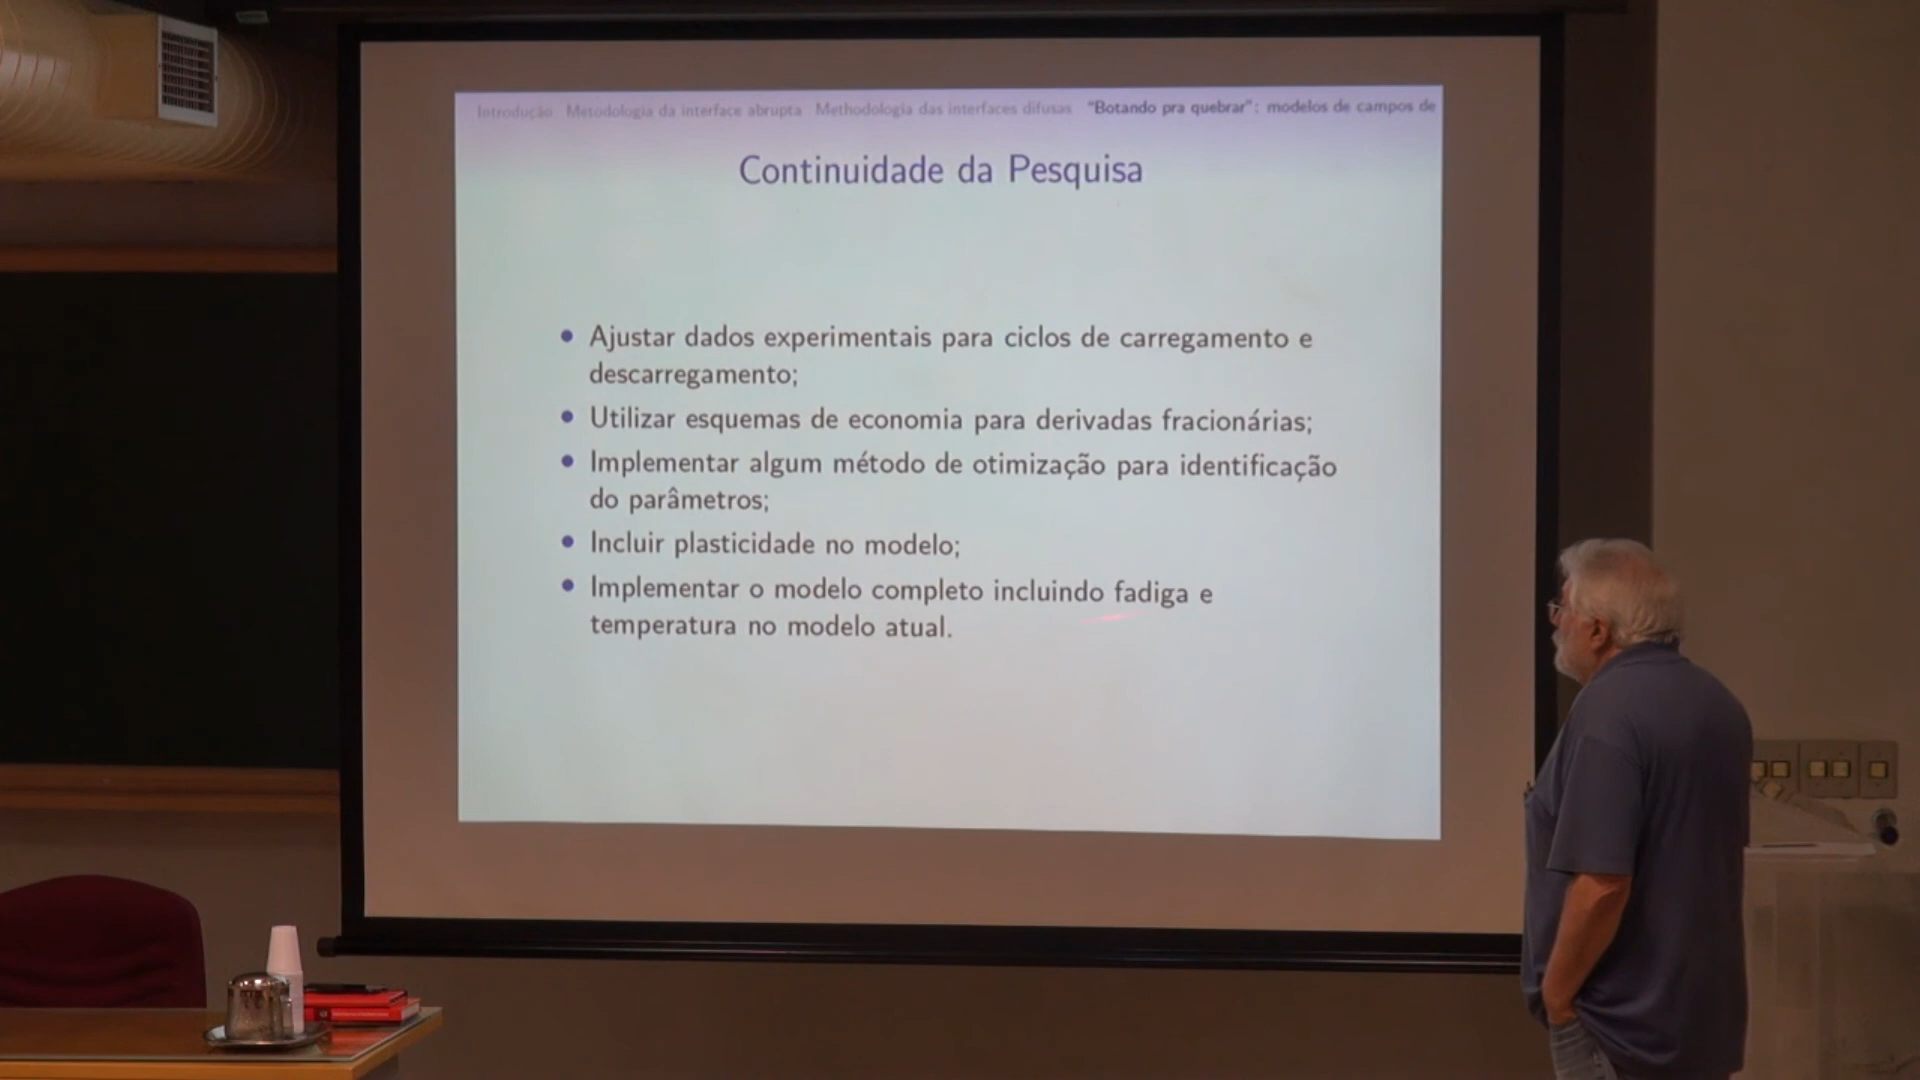 Introdução Metodologia da interface abrupta Methodologia das interfaces difusas "Botando pra quebrar": modelos de campos de
Continuidade da Pesquisa
• Ajustar dados experimentais para ciclos de carregamento e
descarregamento;
• Utilizar esquemas de economia para derivadas fracionárias;
• Implementar algum método de otimização para identificação
do parâmetros;
• Incluir plasticidade no modelo;
• Implementar o modelo completo incluindo fadiga e
temperatura no modelo atual.